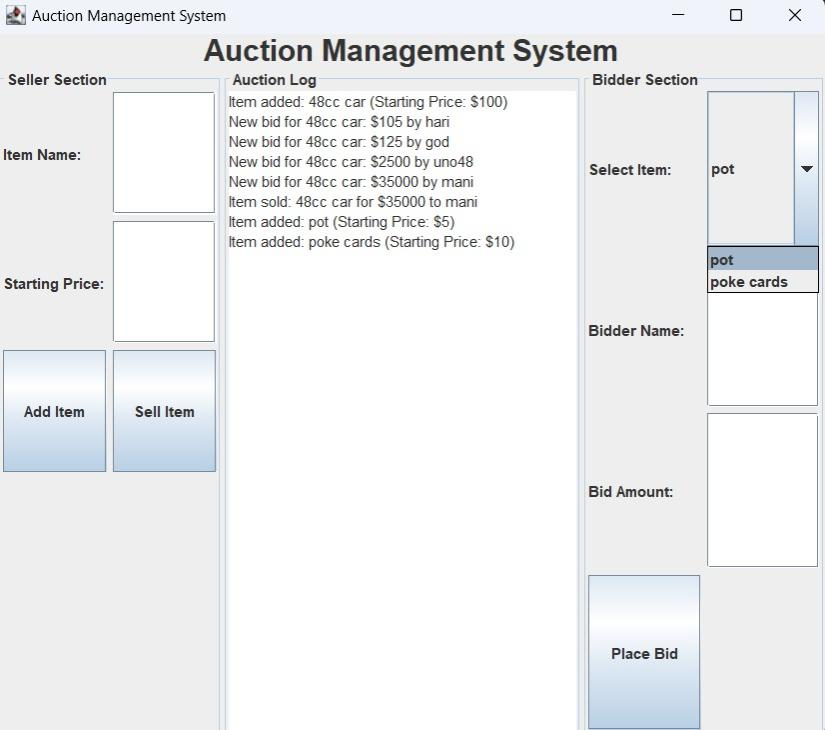 Auction Management System
Auction Management System
Seller Section
Item Name:
Starting Price:
Add Item
Sell Item
Auction Log
Item added: 48cc car (Starting Price: $100)
New bid for 48cc car: $105 by hari
New bid for 48cc car: $125 by god
New bid for 48cc car: $2500 by uno48
New bid for 48cc car: $35000 by mani
Item sold: 48cc car for $35000 to mani
Item added: pot (Starting Price: $5)
Item added: poke cards (Starting Price: $10)
Bidder Section
Select Item:
pot
pot
poke cards
Bidder Name:
Bid Amount:
Place Bid